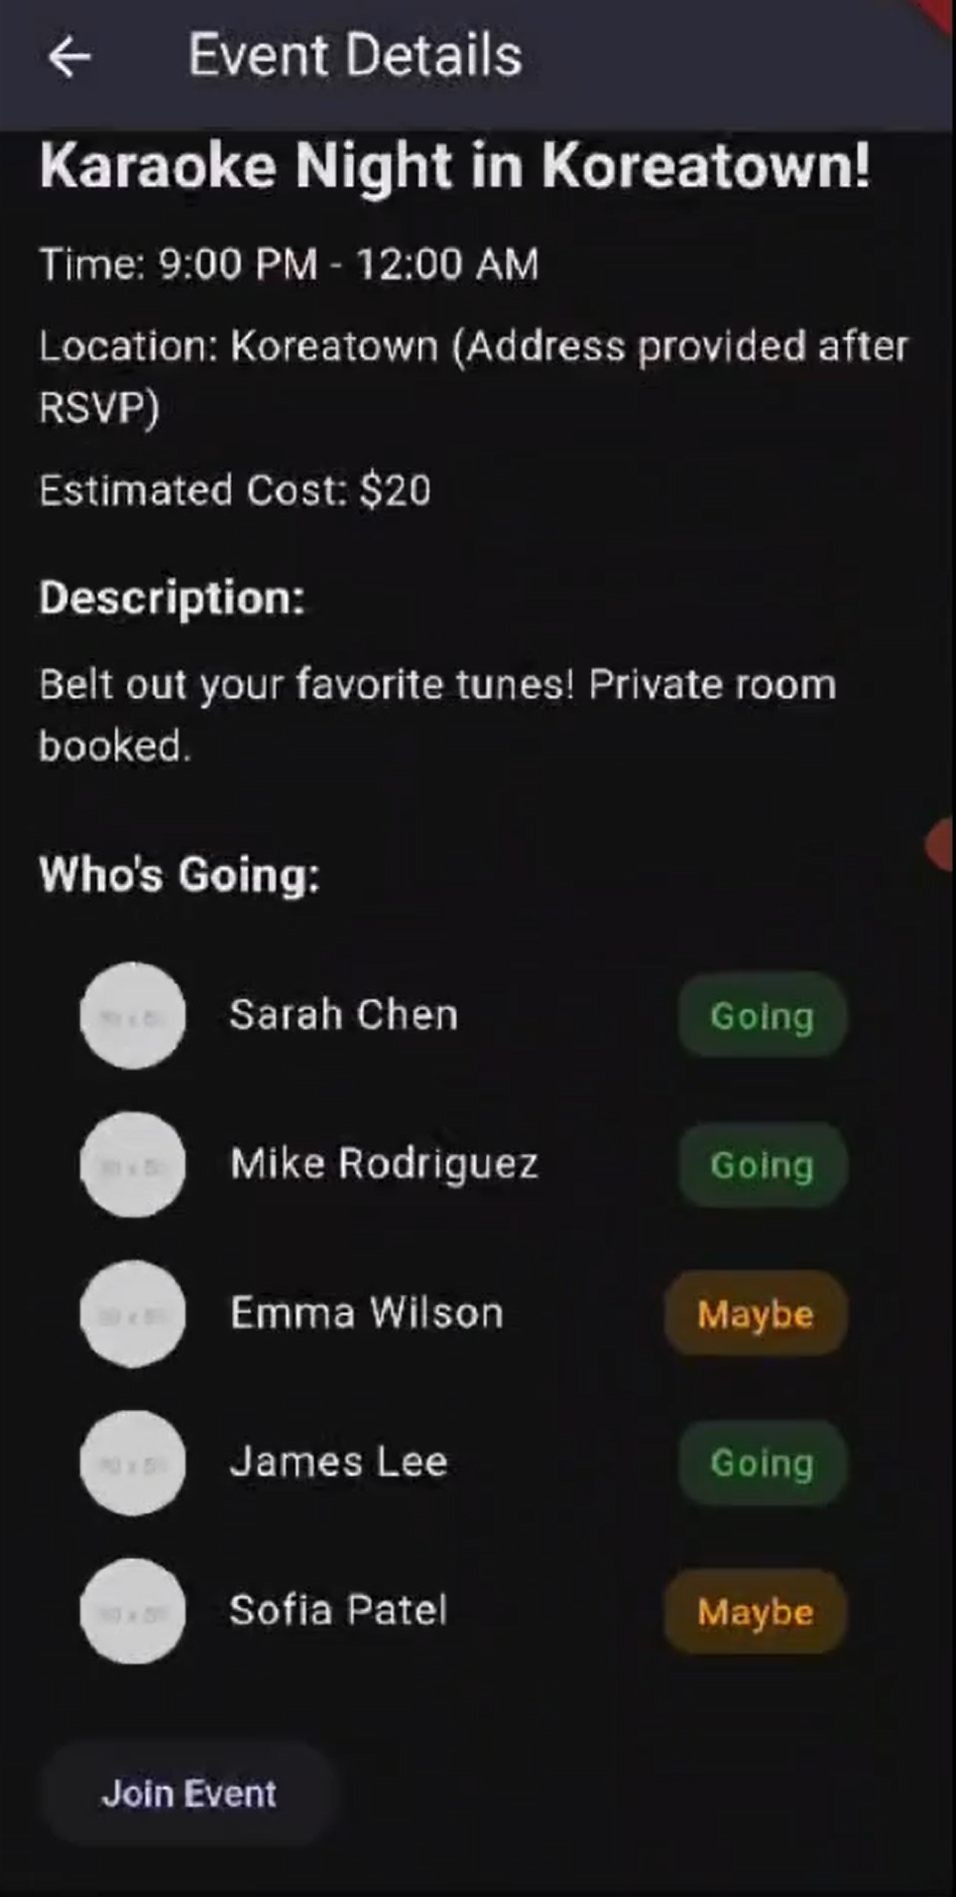 Event Details
Karaoke Night in Koreatown!
Time: 9:00 PM - 12:00 AM
Location: Koreatown (Address provided after
RSVP)
Estimated Cost: $20
Description:
Belt out your favorite tunes! Private room
booked.
Who's Going:
Sarah Chen Going
Mike Rodriguez Going
Emma Wilson Maybe
James Lee Going
Sofia Patel Maybe
Join Event